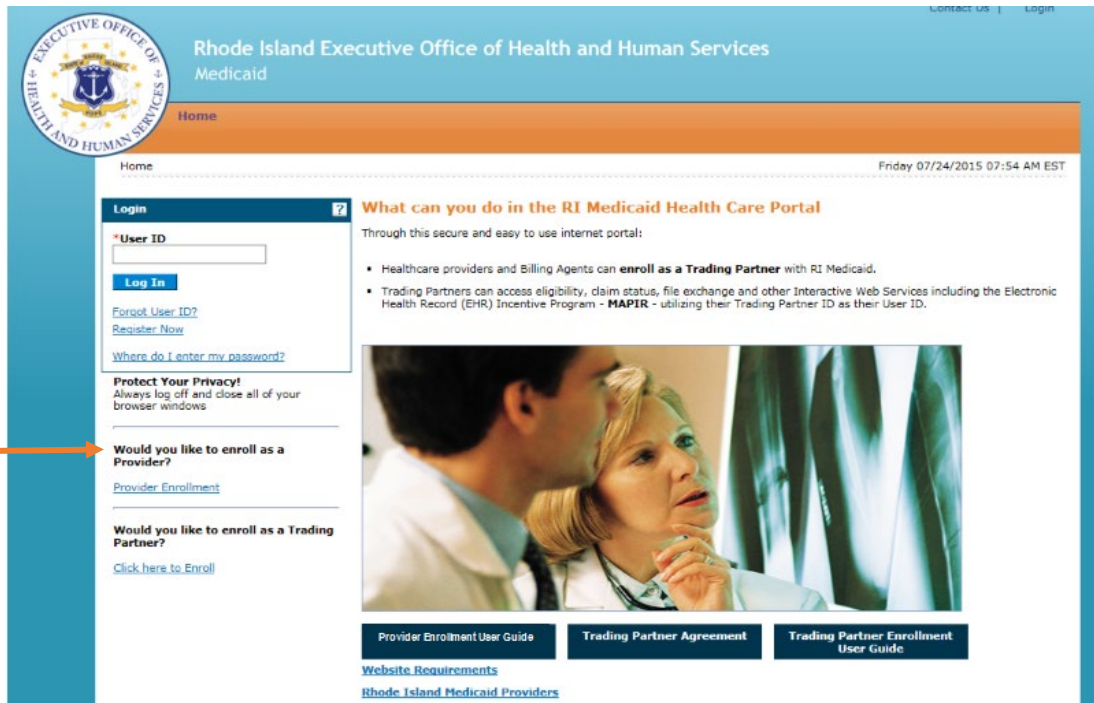 Contact Us | Login
EXECUTIVE OFFICE OF
HEALTH AND HUMAN SERVICES
Rhode Island Executive Office of Health and Human Services
Medicaid
Home
Home
Friday 07/24/2015 07:54 AM EST
Login
?
*User ID
Log In
Forgot User ID?
Register Now
Where do I enter my password?
Protect Your Privacy!
Always log off and close all of your
browser windows
Would you like to enroll as a
Provider?
Provider Enrollment
Would you like to enroll as a Trading
Partner?
Click here to Enroll
What can you do in the RI Medicaid Health Care Portal
Through this secure and easy to use internet portal:
▪ Healthcare providers and Billing Agents can enroll as a Trading Partner with RI Medicaid.
▪ Trading Partners can access eligibility, claim status, file exchange and other Interactive Web Services including the Electronic
Health Record (EHR) Incentive Program - MAPIR - utilizing their Trading Partner ID as their User ID.
Provider Enrollment User Guide
Trading Partner Agreement
Trading Partner Enrollment
User Guide
Website Requirements
Rhode Island Medicaid Providers